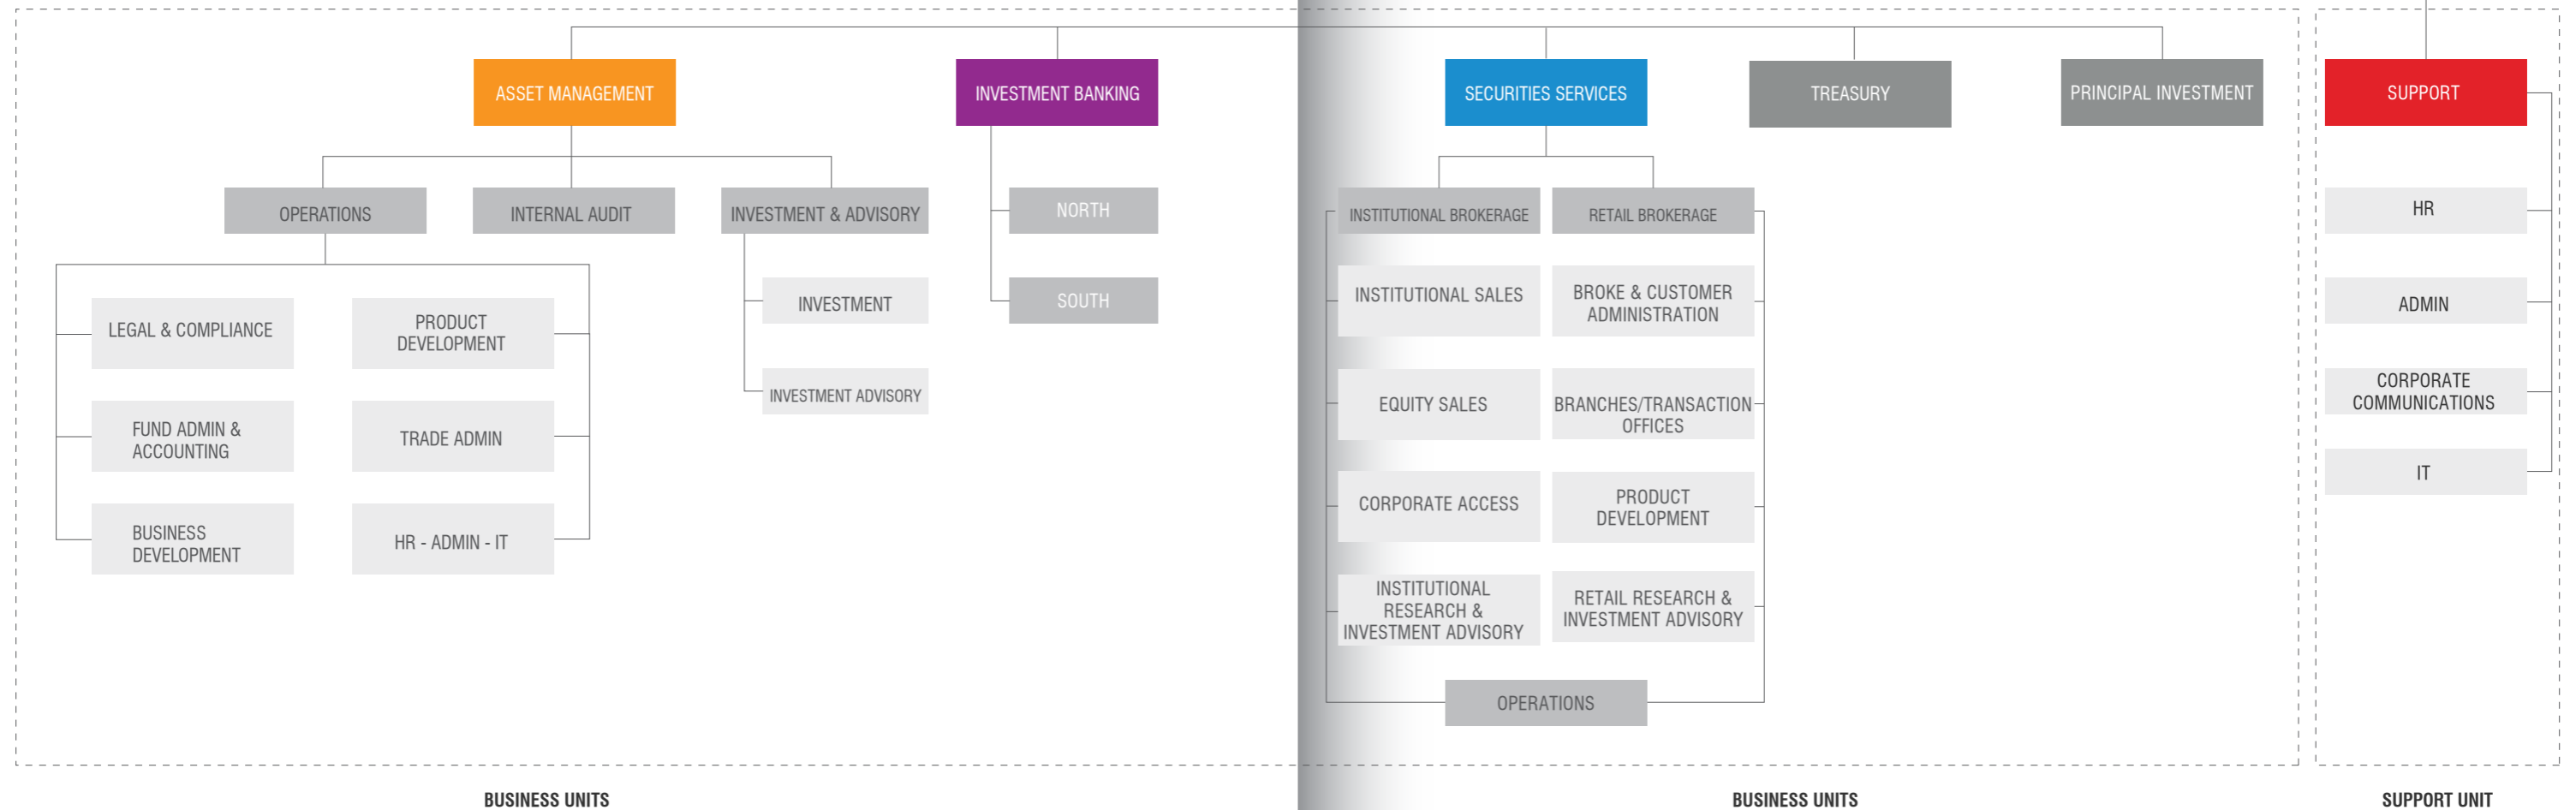 ASSET MANAGEMENT
INVESTMENT BANKING
SECURITIES SERVICES
TREASURY
PRINCIPAL INVESTMENT
SUPPORT
OPERATIONS
INTERNAL AUDIT
INVESTMENT & ADVISORY
NORTH
SOUTH
INVESTMENT
INVESTMENT ADVISORY
LEGAL & COMPLIANCE
PRODUCT
DEVELOPMENT
FUND ADMIN &
ACCOUNTING
TRADE ADMIN
BUSINESS
DEVELOPMENT
HR - ADMIN - IT
INSTITUTIONAL BROKERAGE
RETAIL BROKERAGE
INSTITUTIONAL SALES
BROKE & CUSTOMER
ADMINISTRATION
EQUITY SALES
BRANCHES/TRANSACTION
OFFICES
CORPORATE ACCESS
PRODUCT
DEVELOPMENT
INSTITUTIONAL
RESEARCH &
INVESTMENT ADVISORY
RETAIL RESEARCH &
INVESTMENT ADVISORY
OPERATIONS
HR
ADMIN
CORPORATE
COMMUNICATIONS
IT
BUSINESS UNITS
BUSINESS UNITS
SUPPORT UNIT